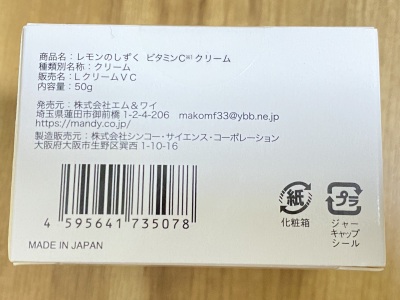 商品名：レモンのしずく ビタミンC※1クリーム
種類別名称：クリーム
販売名：LクリームVC
内容量：50g
発売元：株式会社エム&ワイ
埼玉県蓮田市御前橋1-2-4-206 makomf33@ybb.ne.jp
https://mandy.co.jp/
製造販売元：株式会社シンコー・サイエンス・コーポレーション
大阪府大阪市生野区巽西1-10-16
4 595641 735078
MADE IN JAPAN
紙
化粧箱
プラ
ジャー
キャップ
シール